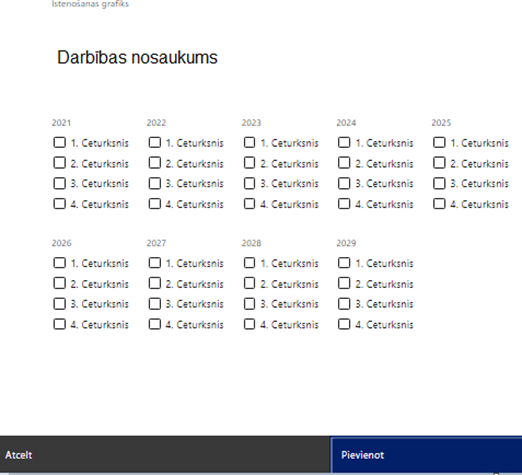 Īstenošanas grafiks
Darbības nosaukums
2021 2022 2023 2024 2025
1. Ceturksnis 1. Ceturksnis 1. Ceturksnis 1. Ceturksnis 1. Ceturksnis
2. Ceturksnis 2. Ceturksnis 2. Ceturksnis 2. Ceturksnis 2. Ceturksnis
3. Ceturksnis 3. Ceturksnis 3. Ceturksnis 3. Ceturksnis 3. Ceturksnis
4. Ceturksnis 4. Ceturksnis 4. Ceturksnis 4. Ceturksnis 4. Ceturksnis
2026 2027 2028 2029
1. Ceturksnis 1. Ceturksnis 1. Ceturksnis 1. Ceturksnis
2. Ceturksnis 2. Ceturksnis 2. Ceturksnis 2. Ceturksnis
3. Ceturksnis 3. Ceturksnis 3. Ceturksnis 3. Ceturksnis
4. Ceturksnis 4. Ceturksnis 4. Ceturksnis 4. Ceturksnis
Atcelt Pievienot